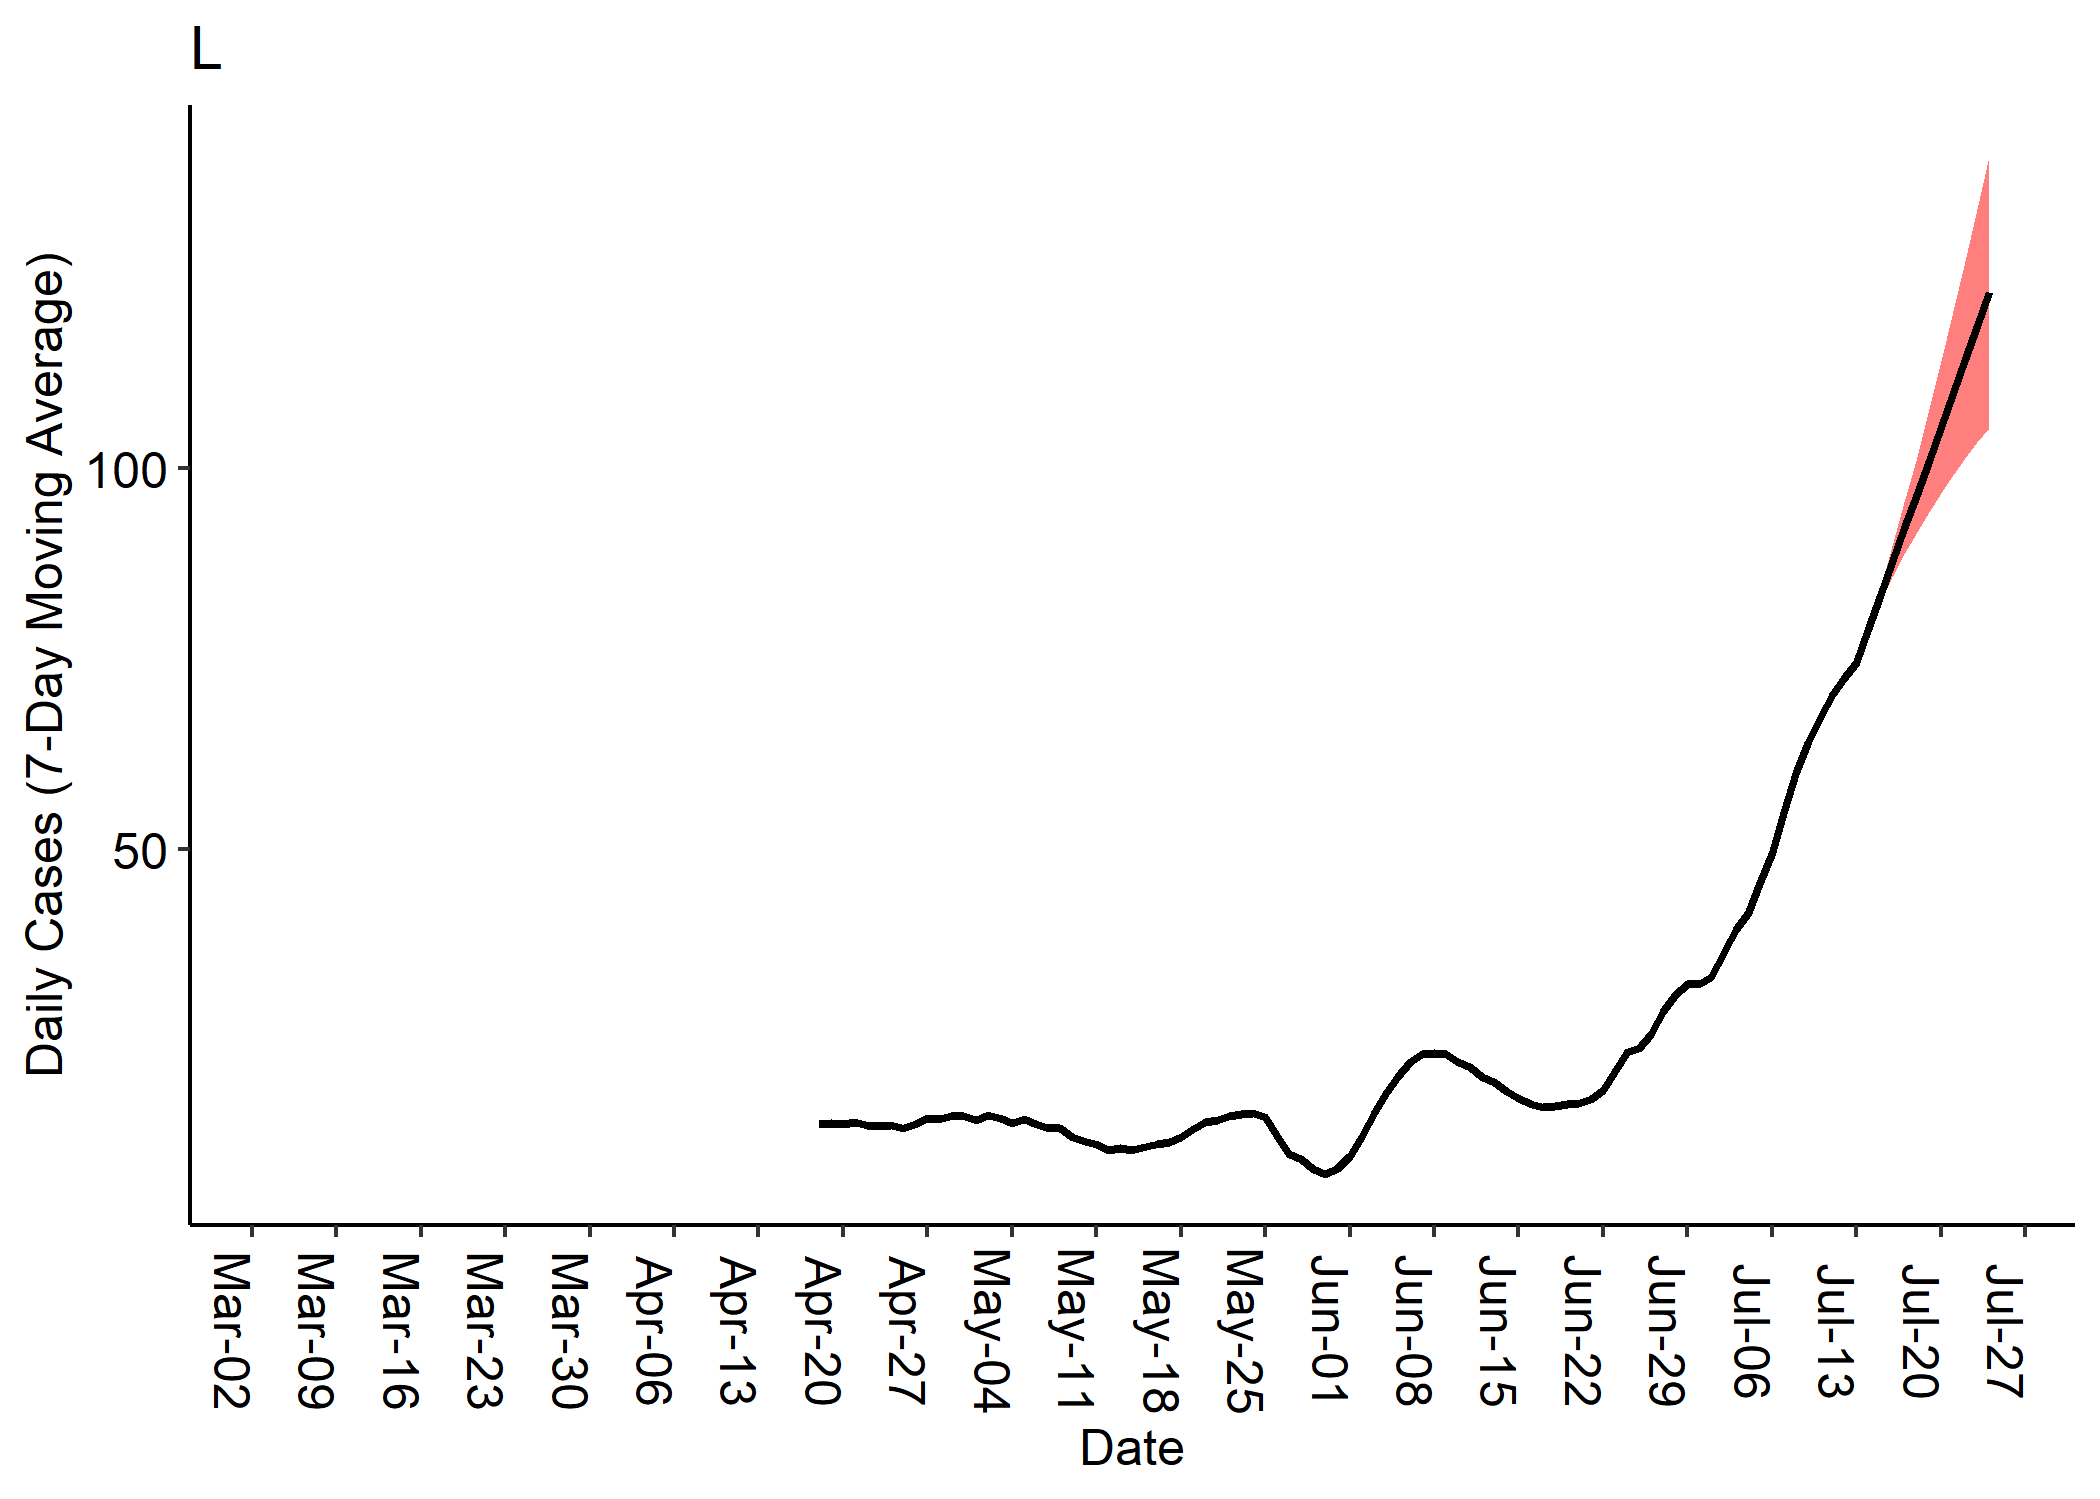 L
Daily Cases (7-Day Moving Average)
100
50
Mar-02
Mar-09
Mar-16
Mar-23
Mar-30
Apr-06
Apr-13
Apr-20
Apr-27
May-04
May-11
May-18
May-25
Jun-01
Jun-08
Jun-15
Jun-22
Jun-29
Jul-06
Jul-13
Jul-20
Jul-27
Date